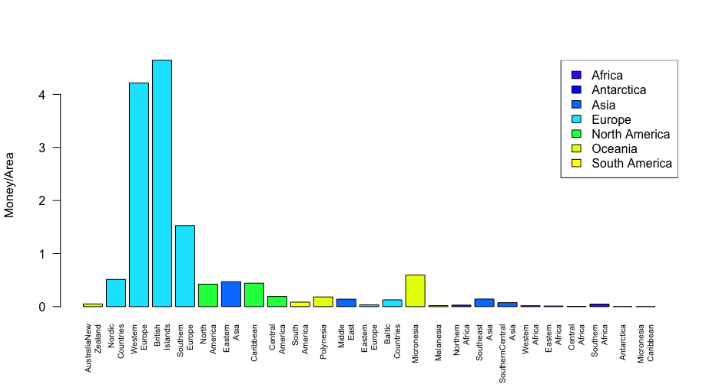 Africa
Antarctica
Asia
Europe
North America
Oceania
South America
Money/Area
4
3
2
1
0
AustraliaNew
Zealand
Nordic
Countries
Western
Europe
British
Islands
Southern
Europe
North
America
Eastern
Asia
Caribbean
Central
America
South
America
Polynesia
Middle
East
Eastern
Europe
Baltic
Countries
Micronesia
Melanesia
Northern
Africa
Southeast
Asia
SouthernCentral
Asia
Western
Africa
Eastern
Africa
Central
Africa
Southern
Africa
Antarctica
Micronesia
Caribbean